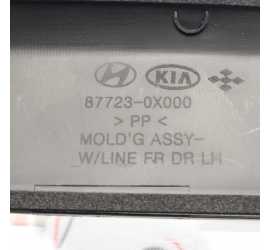 KIA
87723-0X000
> PP <
MOLD'G ASSY-
W/LINE FR DR LH